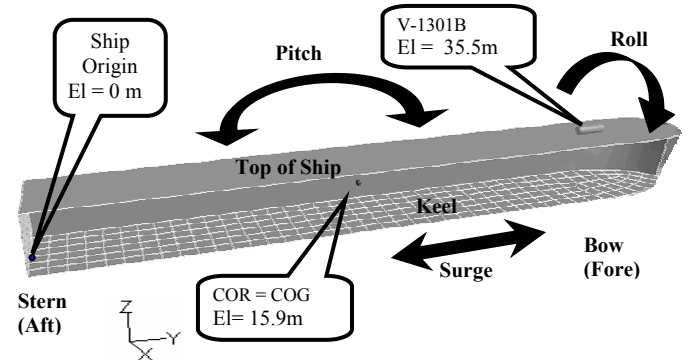 Ship
Origin
El = 0 m
Pitch
V-1301B
El = 35.5m
Roll
Top of Ship
Keel
Surge
Bow
(Fore)
COR = COG
El= 15.9m
Stern
(Aft)
Z
Y
X